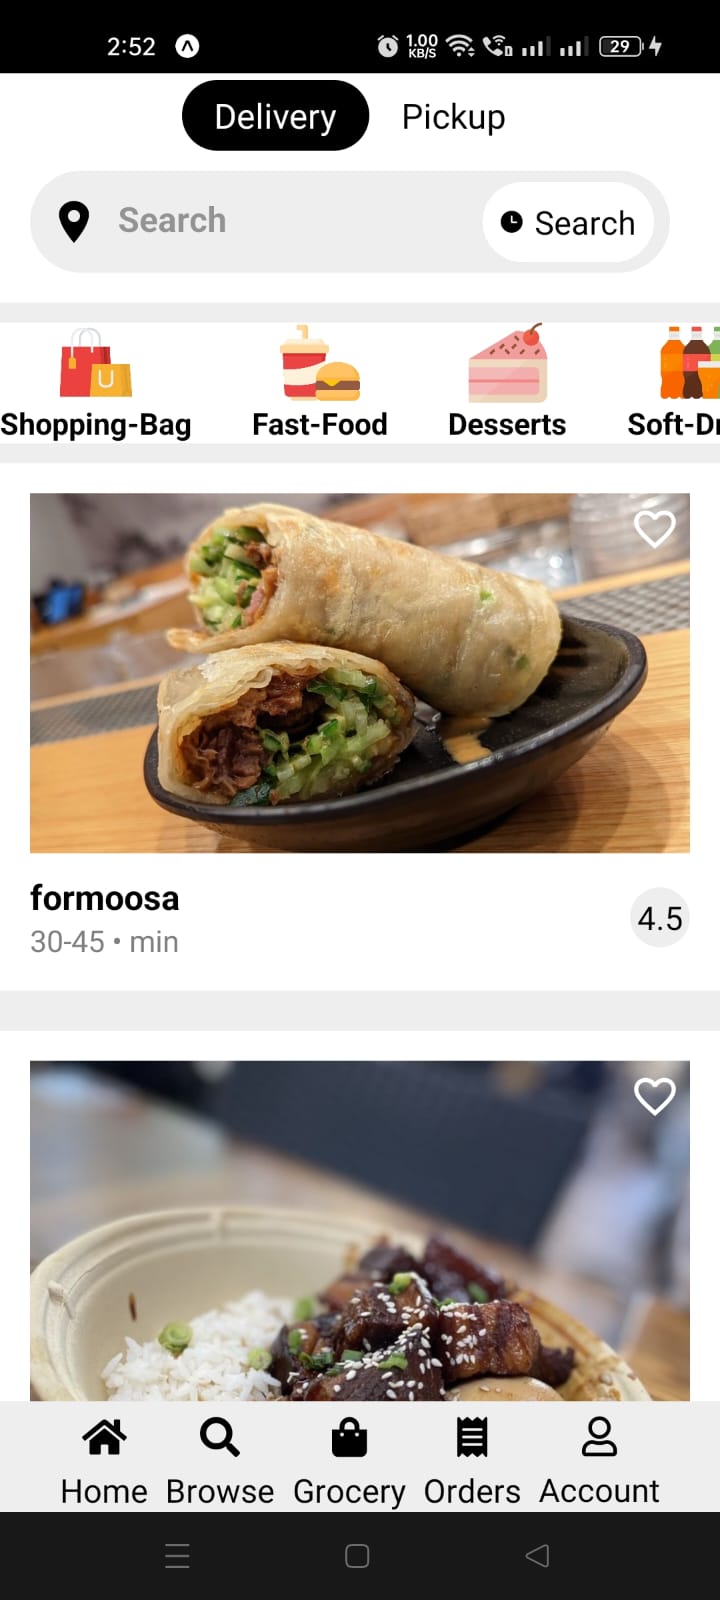 2:52 1.00 KB/S 29
Delivery Pickup
Search Search
Shopping-Bag Fast-Food Desserts Soft-Dr
formoosa
30-45 • min
4.5
Home Browse Grocery Orders Account